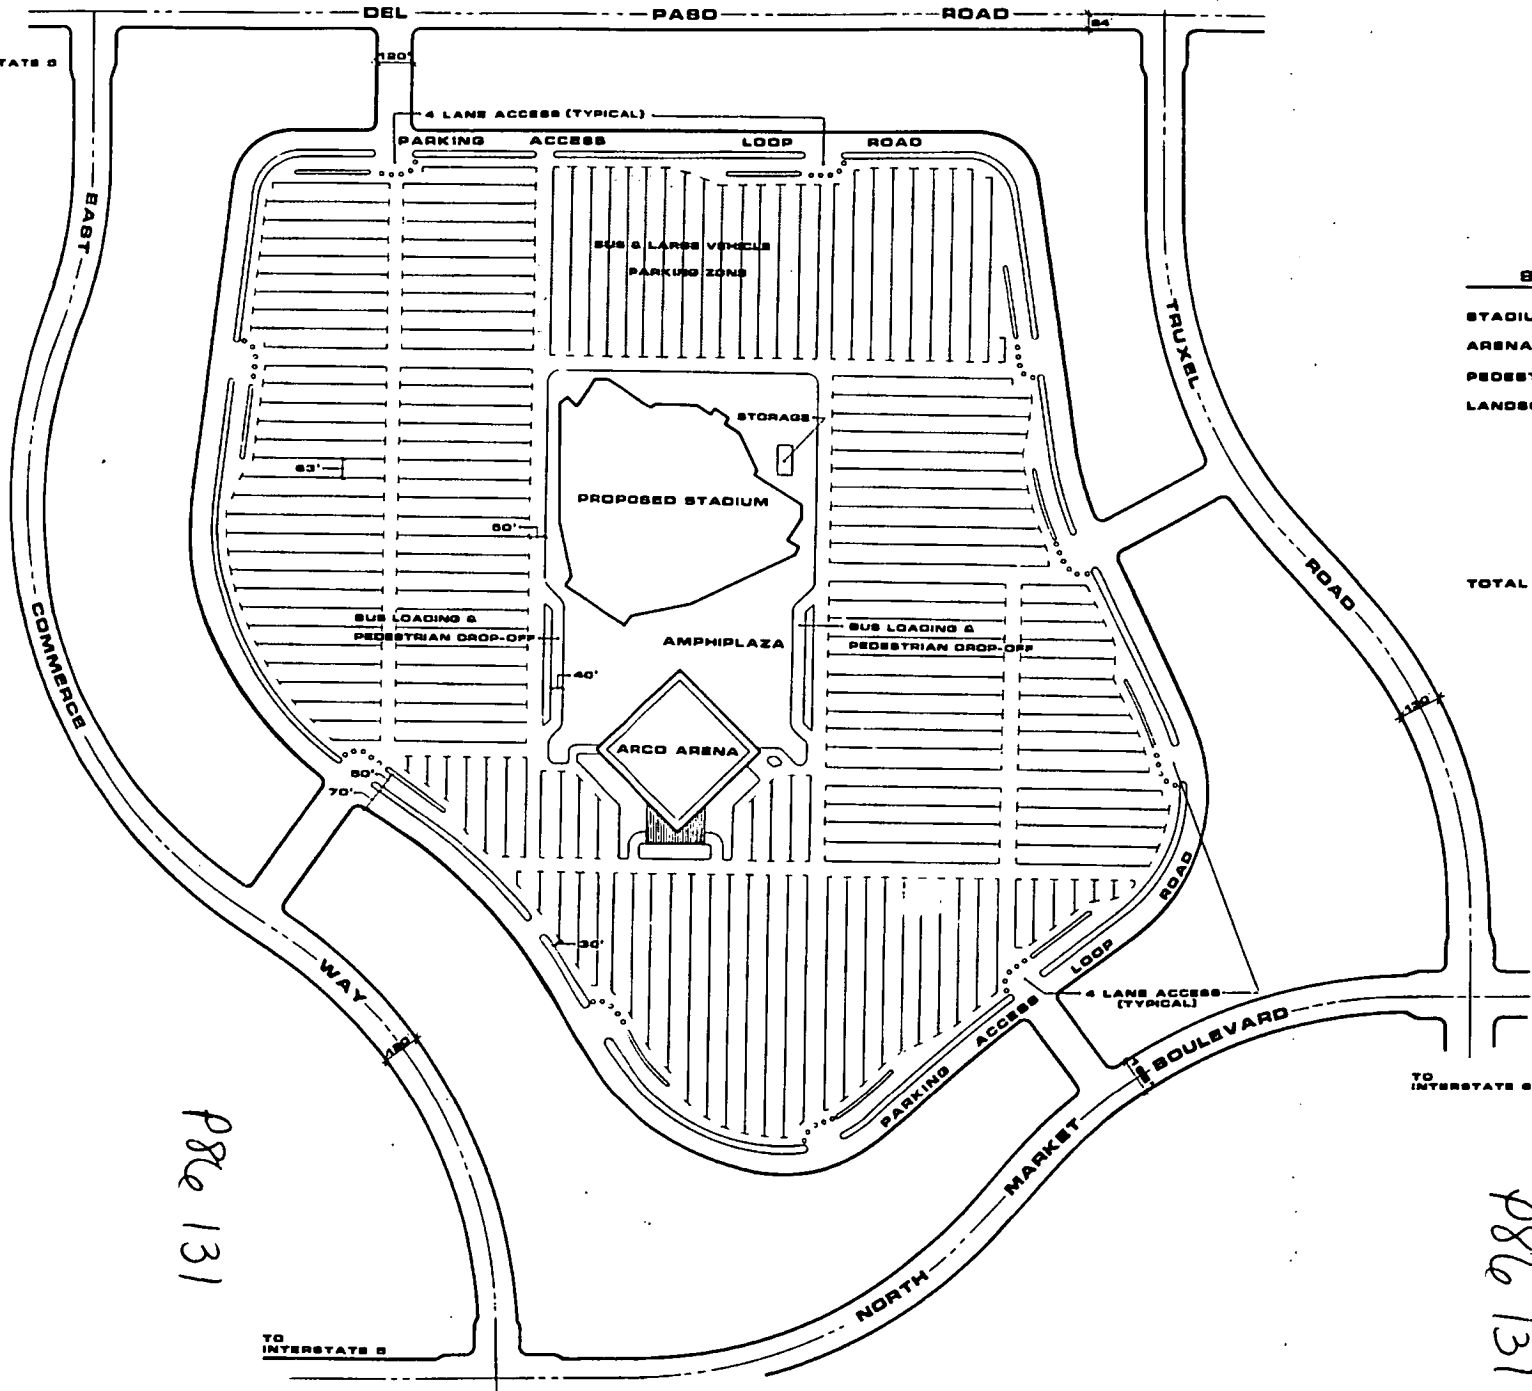 DEL PASO ROAD
84'
120'
4 LANE ACCESS (TYPICAL)
PARKING ACCESS LOOP ROAD
EAST
BUS & LARGE VEHICLE
PARKING ZONE
TRUXEL
STADIU
ARENA
PEDEST
LANDS
STORAGE
63'
PROPOSED STADIUM
50'
ROAD
TOTAL
COMMERCE
BUS LOADING &
PEDESTRIAN DROP-OFF
AMPHIPLAZA
BUS LOADING &
PEDESTRIAN DROP-OFF
40'
ARCO ARENA
50'
70'
30'
WAY
ROAD
LOOP
ACCESS
PARKING
4 LANE ACCESS
(TYPICAL)
BOULEVARD
MARKET
NORTH
TO
INTERSTATE
P86 131
P86 131
TO
INTERSTATE 5